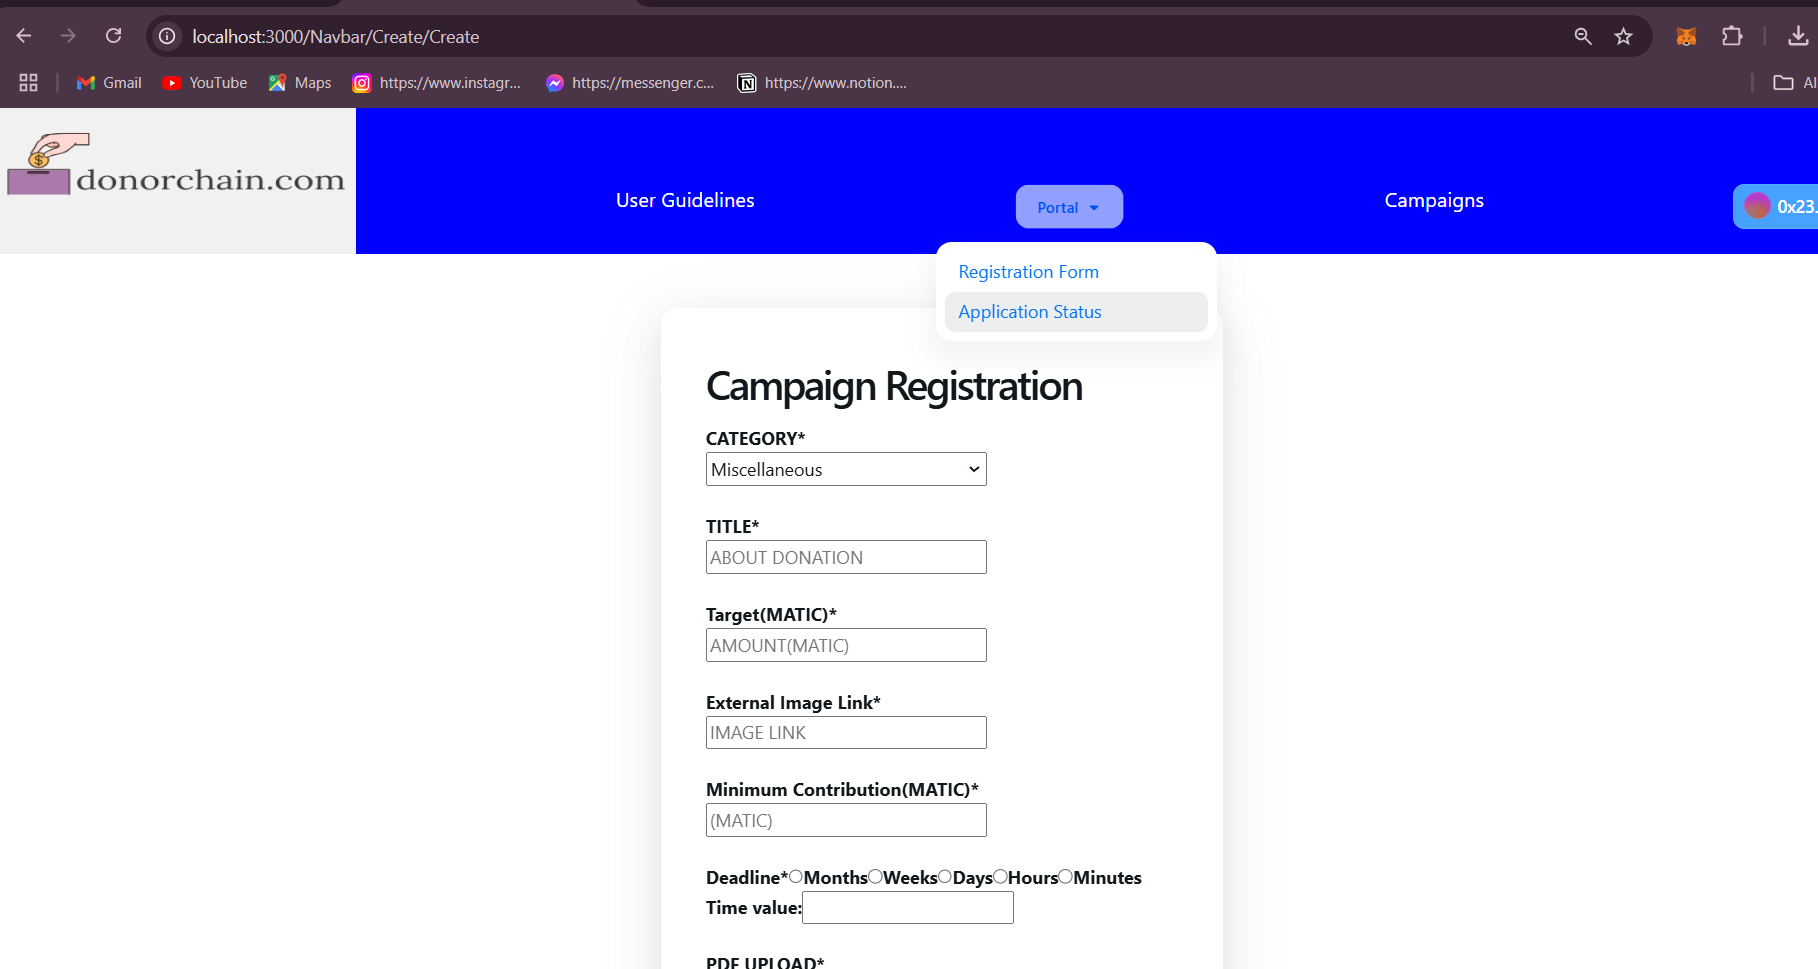 localhost:3000/Navbar/Create/Create
Gmail
YouTube
Maps
https://www.instagr...
https://messenger.c...
https://www.notion....
donorchain.com
User Guidelines
Portal
Campaigns
0x23.
Registration Form
Application Status
Campaign Registration
CATEGORY*
Miscellaneous
TITLE*
ABOUT DONATION
Target(MATIC)*
AMOUNT(MATIC)
External Image Link*
IMAGE LINK
Minimum Contribution(MATIC)*
(MATIC)
Deadline* Months Weeks Days Hours Minutes
Time value:
PDF UPLOAD*